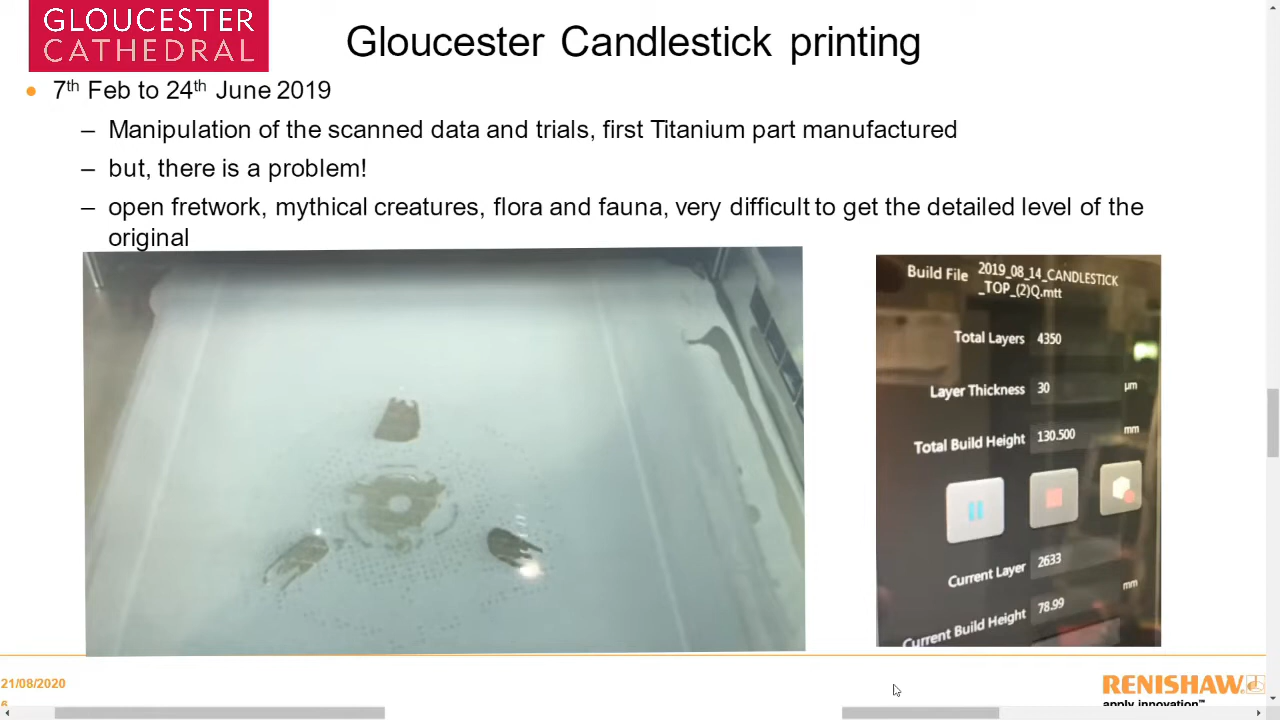 GLOUCESTER
CATHEDRAL
Gloucester Candlestick printing
7th Feb to 24th June 2019
– Manipulation of the scanned data and trials, first Titanium part manufactured
– but, there is a problem!
– open fretwork, mythical creatures, flora and fauna, very difficult to get the detailed level of the
original
Build File 2019_08_14_CANDLESTICK
_TOP_(2)Q.mtt
Total Layers 4350
Layer Thickness 30 µm
Total Build Height 130.500 mm
Current Layer 2633
Current Build Height 78.99 mm
21/08/2020
RENISHAW
apply innovation™